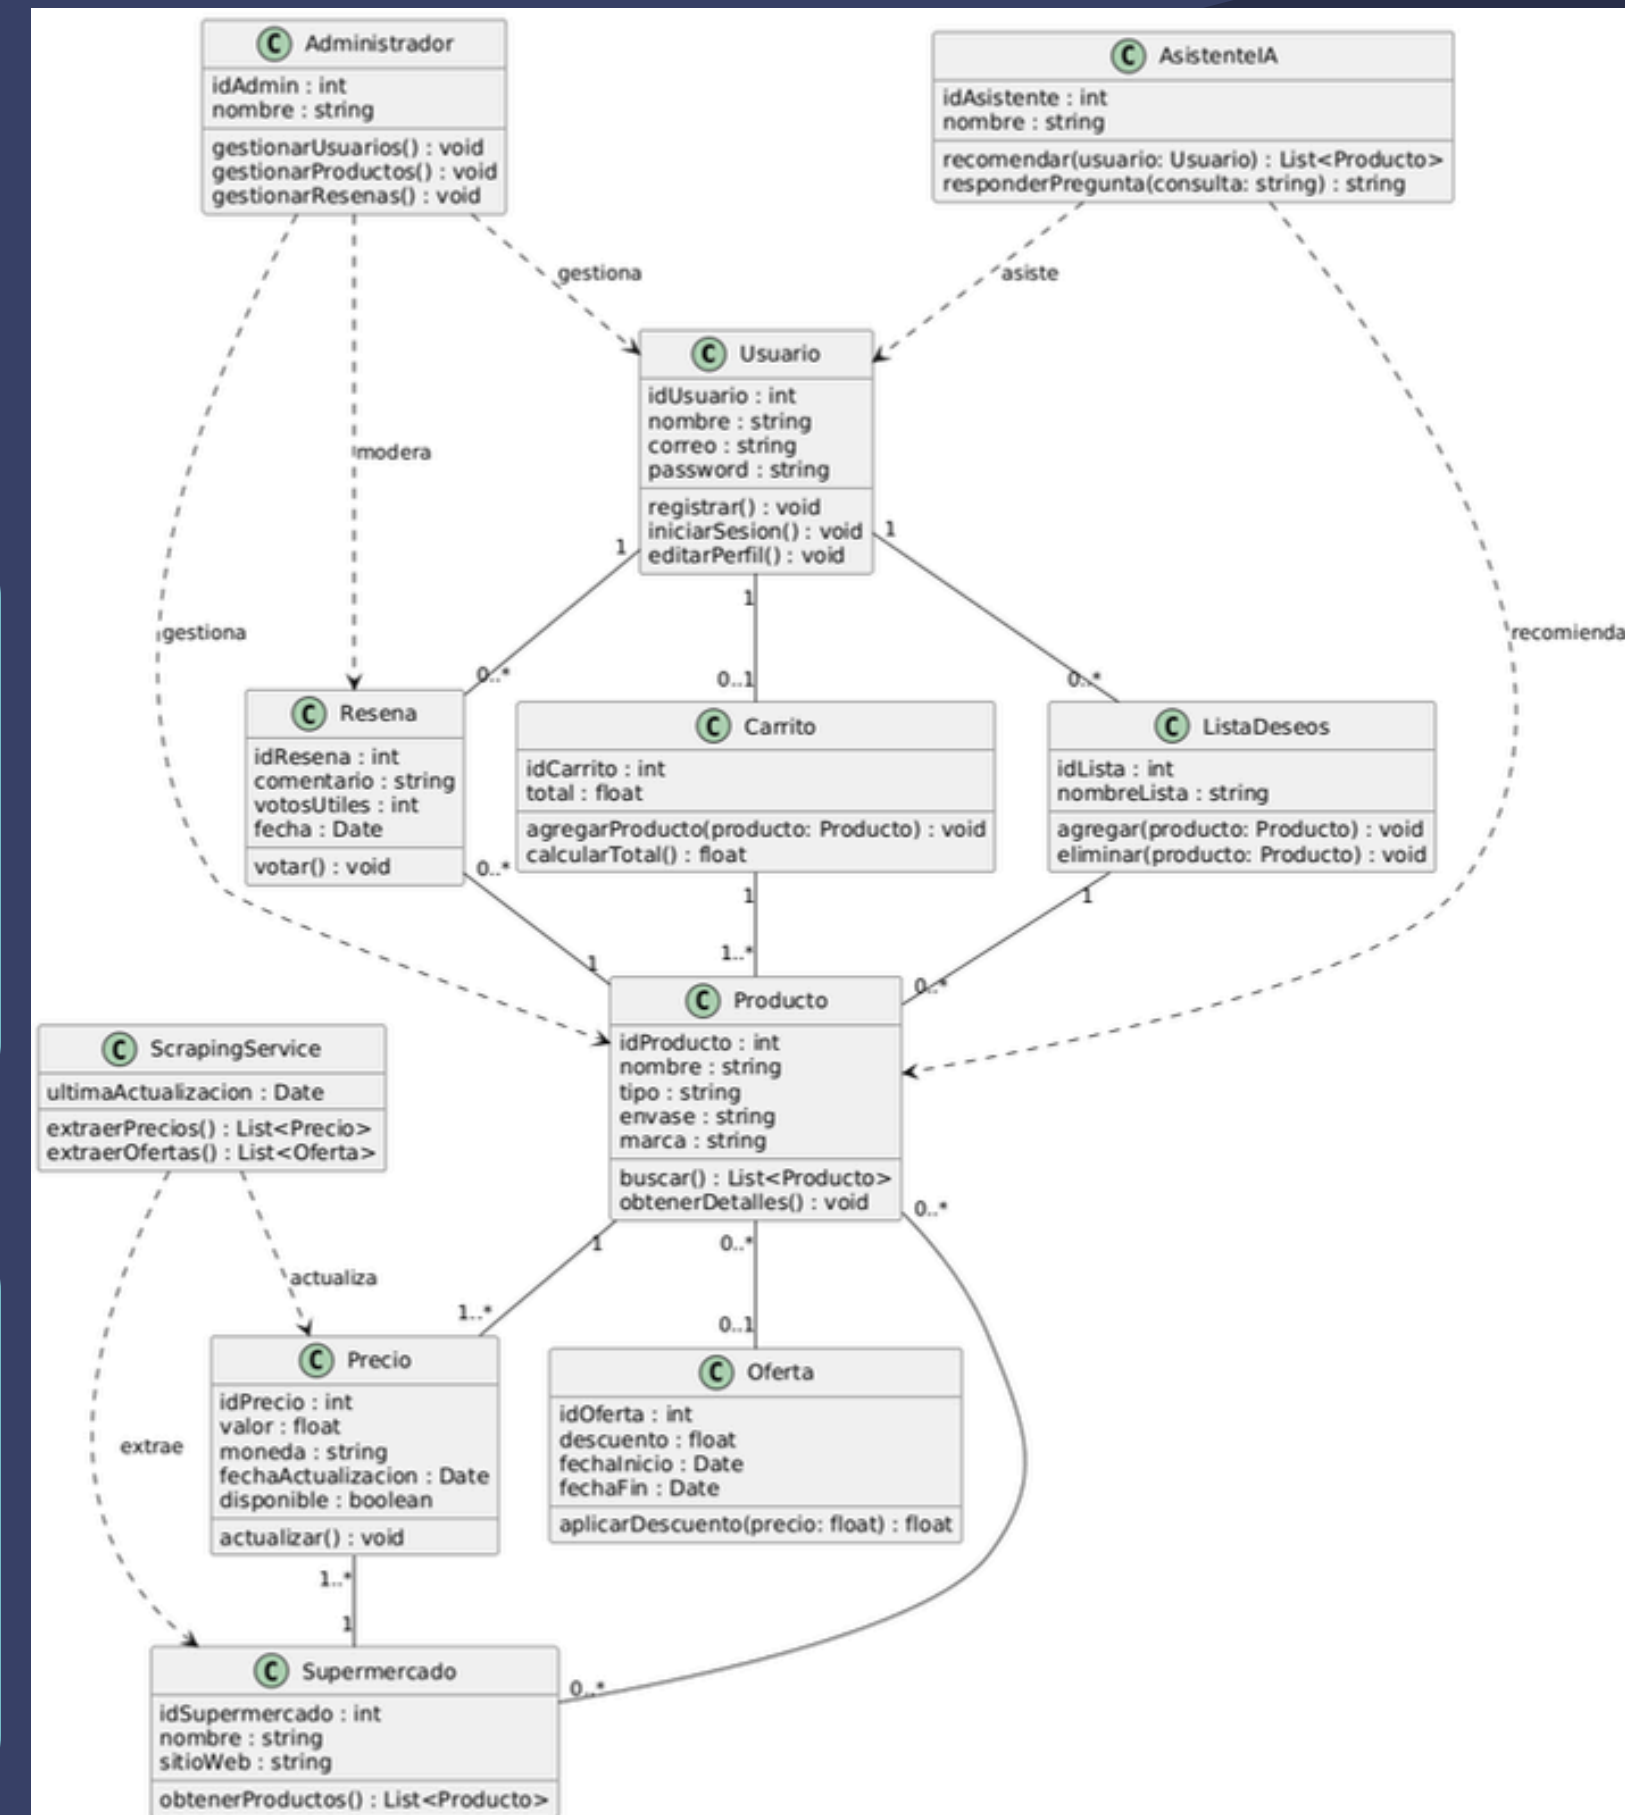 C Administrador
idAdmin : int
nombre : string
gestionarUsuarios() : void
gestionarProductos() : void
gestionarResenas() : void
C AsistenteIA
idAsistente : int
nombre : string
recomendar(usuario: Usuario) : List<Producto>
responderPregunta(consulta: string) : string
gestiona
asiste
C Usuario
idUsuario : int
nombre : string
correo : string
password : string
registrar() : void
iniciarSesion() : void
editarPerfil() : void
modera
gestiona
recomienda
1
1
1
0..*
0..1
0..*
C Resena
idResena : int
comentario : string
votosUtiles : int
fecha : Date
votar() : void
C Carrito
idCarrito : int
total : float
agregarProducto(producto: Producto) : void
calcularTotal() : float
C ListaDeseos
idLista : int
nombreLista : string
agregar(producto: Producto) : void
eliminar(producto: Producto) : void
0..*
1
1
1
1..*
0..*
C Producto
idProducto : int
nombre : string
tipo : string
envase : string
marca : string
buscar() : List<Producto>
obtenerDetalles() : void
C ScrapingService
ultimaActualizacion : Date
extraerPrecios() : List<Precio>
extraerOfertas() : List<Oferta>
1
0..*
0..*
actualiza
1..*
0..1
C Precio
idPrecio : int
valor : float
moneda : string
fechaActualizacion : Date
disponible : boolean
actualizar() : void
C Oferta
idOferta : int
descuento : float
fechaInicio : Date
fechaFin : Date
aplicarDescuento(precio: float) : float
extrae
1..*
1
0..*
C Supermercado
idSupermercado : int
nombre : string
sitioWeb : string
obtenerProductos() : List<Producto>